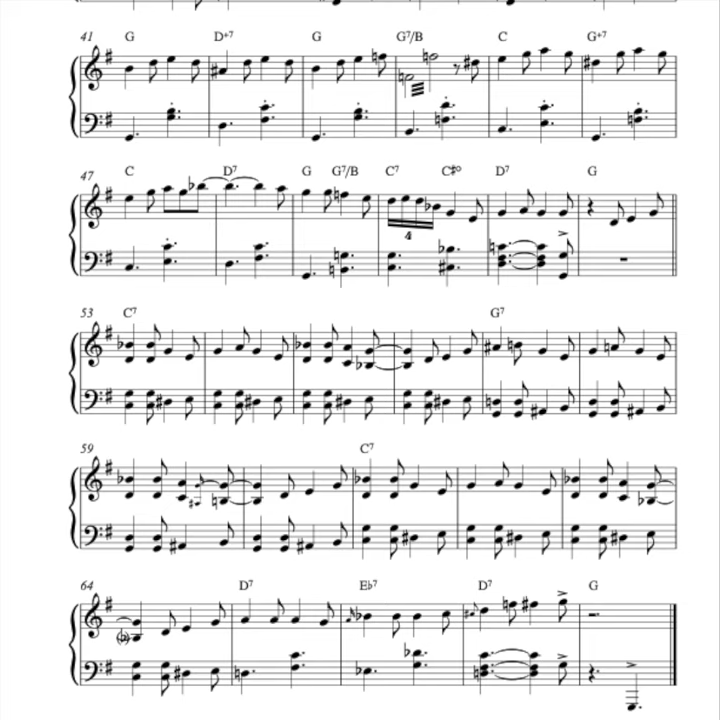 41 G D+7 G G7/B C G+7
47 C D7 G G7/B C7 C♯o D7 G
4
53 C7 G7
59 C7
64 D7 E♭7 D7 G